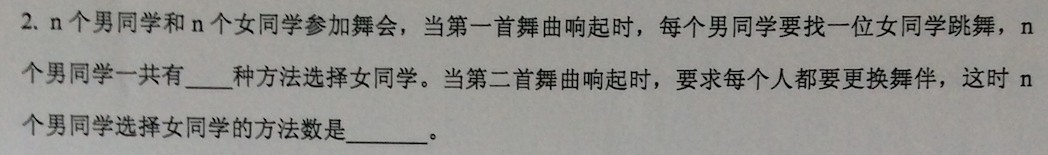 2、n 个男同学和 n 个女同学参加舞会，当第一首舞曲响起时，每个男同学要找一位女同学跳舞，n
个男同学一共有____种方法选择女同学。当第二首舞曲响起时，要求每个人都要更换舞伴，这时 n
个男同学选择女同学的方法数是_______。